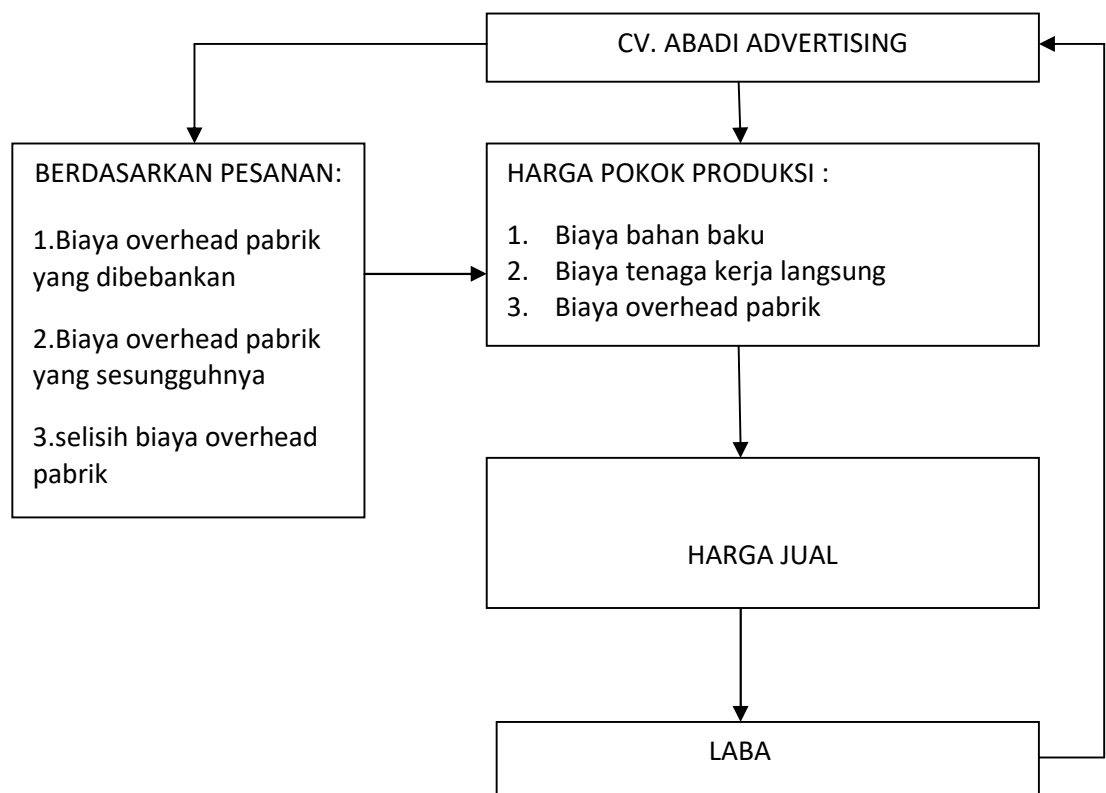 CV. ABADI ADVERTISING
BERDASARKAN PESANAN:
1.Biaya overhead pabrik
yang dibebankan
2.Biaya overhead pabrik
yang sesungguhnya
3.selisih biaya overhead
pabrik
HARGA POKOK PRODUKSI :
1. Biaya bahan baku
2. Biaya tenaga kerja langsung
3. Biaya overhead pabrik
HARGA JUAL
LABA